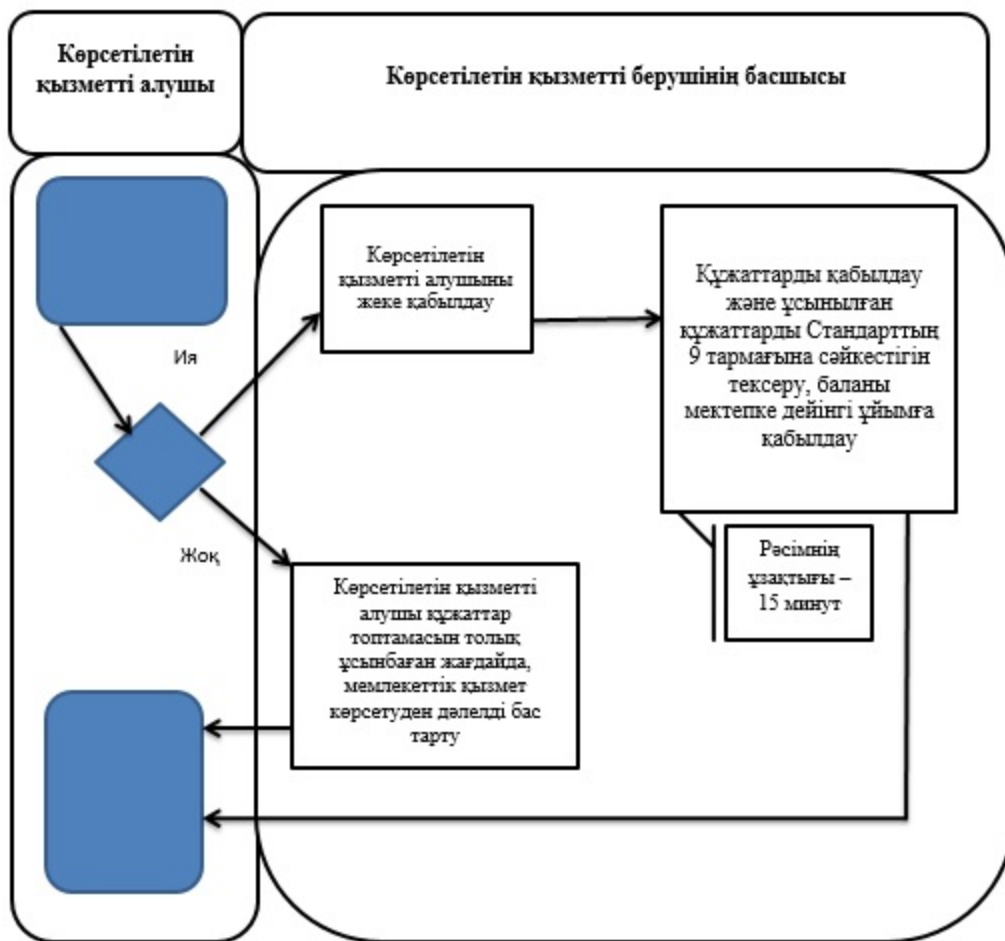 Көрсетілетін
қызметті алушы
Көрсетілетін қызметті берушінің басшысы
Көрсетілетін
қызметті алушыны
жеке қабылдау
Құжаттарды қабылдау
және ұсынылған
құжаттарды Стандарттың
9 тармағына сәйкестігін
тексеру, баланы
мектепке дейінгі ұйымға
қабылдау
Ия
Жоқ
Рәсімнің
ұзақтығы –
15 минут
Көрсетілетін қызметті
алушы құжаттар
топтамасын толық
ұсынбаған жағдайда,
мемлекеттік қызмет
көрсетуден дәлелді бас
тарту